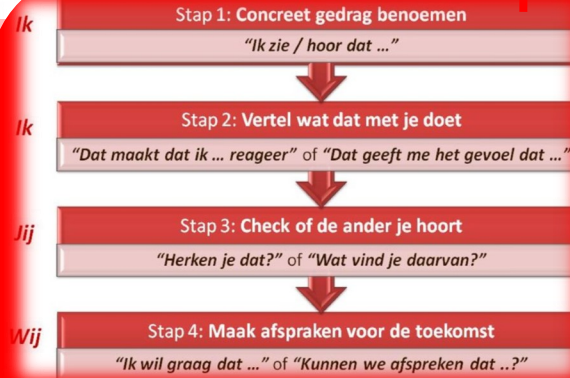 Ik
Stap 1: Concreet gedrag benoemen
“Ik zie / hoor dat ...”
Ik
Stap 2: Vertel wat dat met je doet
“Dat maakt dat ik ... reageer” of “Dat geeft me het gevoel dat ...”
Jij
Stap 3: Check of de ander je hoort
“Herken je dat?” of “Wat vind je daarvan?”
Wij
Stap 4: Maak afspraken voor de toekomst
“Ik wil graag dat ...” of “Kunnen we afspreken dat ..?”